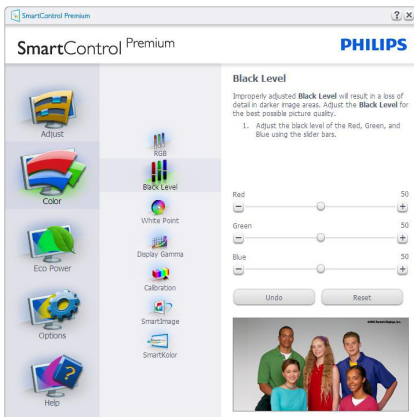 SmartControl Premium
SmartControl Premium
PHILIPS
Adjust
Color
Eco Power
Options
Help
RGB
Black Level
White Point
Display Gamma
Calibration
SmartImage
SmartKolor
Black Level
Improperly adjusted Black Level will result in a loss of
detail in darker image areas. Adjust the Black Level for
the best possible picture quality.
1. Adjust the black level of the Red, Green, and
Blue using the slider bars.
Red 50
Green 50
Blue 50
Undo Reset